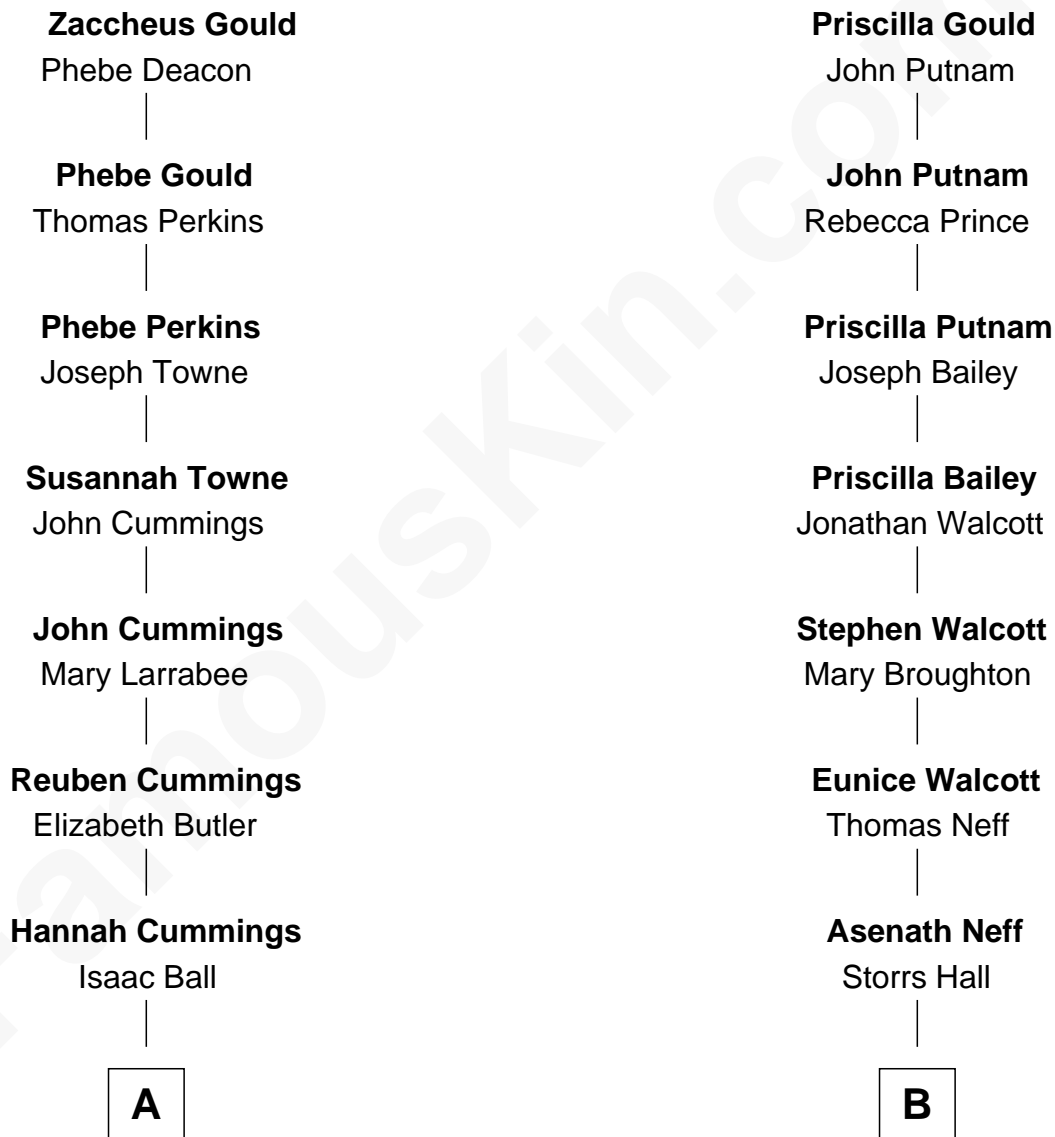 Zaccheus Gould
Phebe Deacon
Phebe Gould
Thomas Perkins
Phebe Perkins
Joseph Towne
Susannah Towne
John Cummings
John Cummings
Mary Larrabee
Reuben Cummings
Elizabeth Butler
Hannah Cummings
Isaac Ball
A
Priscilla Gould
John Putnam
John Putnam
Rebecca Prince
Priscilla Putnam
Joseph Bailey
Priscilla Bailey
Jonathan Walcott
Stephen Walcott
Mary Broughton
Eunice Walcott
Thomas Neff
Asenath Neff
Storrs Hall
B
FamousKin.com